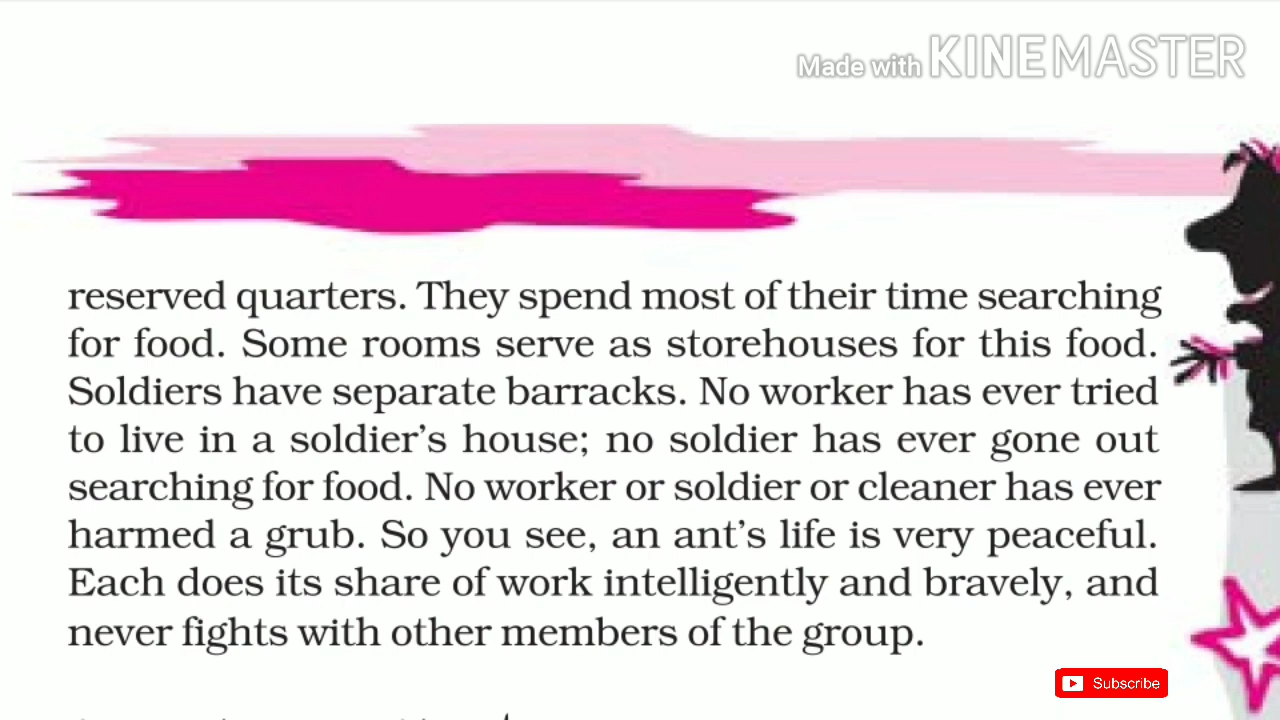 Made with KINEMASTER
reserved quarters. They spend most of their time searching
for food. Some rooms serve as storehouses for this food.
Soldiers have separate barracks. No worker has ever tried
to live in a soldier's house; no soldier has ever gone out
searching for food. No worker or soldier or cleaner has ever
harmed a grub. So you see, an ant's life is very peaceful.
Each does its share of work intelligently and bravely, and
never fights with other members of the group.
Subscribe